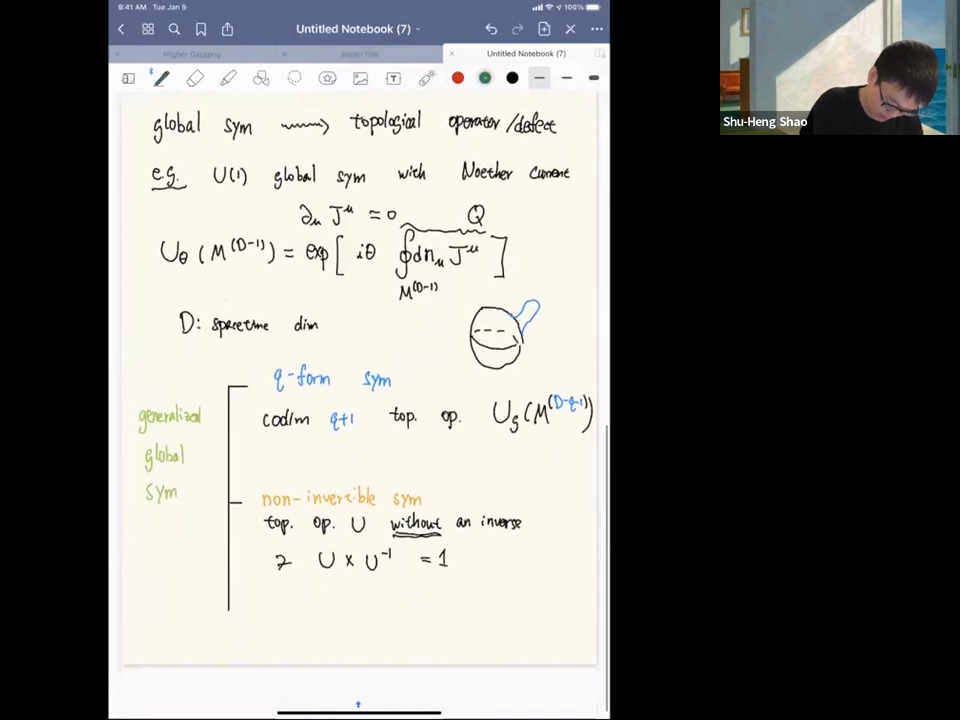 9:41 AM Tue Jan 9
100%
Untitled Notebook (7)
Higher Gauging
Untitled Notebook (7)
global sym ⟿ topological operator/defect
e.g. U(1) global sym with Noether current
∂_μ J^μ = 0 Q
U_θ (M^(D-1)) = exp[ iθ ∮ dn_μ J^μ ]
M^(D-1)
D: spacetime dim
q-form sym
codim q+1 top. op. U_g (M^(D-q-1))
generalized
global
sym
non-invertible sym
top. op. U without an inverse
U × U^-1 = 1
Shu-Heng Shao